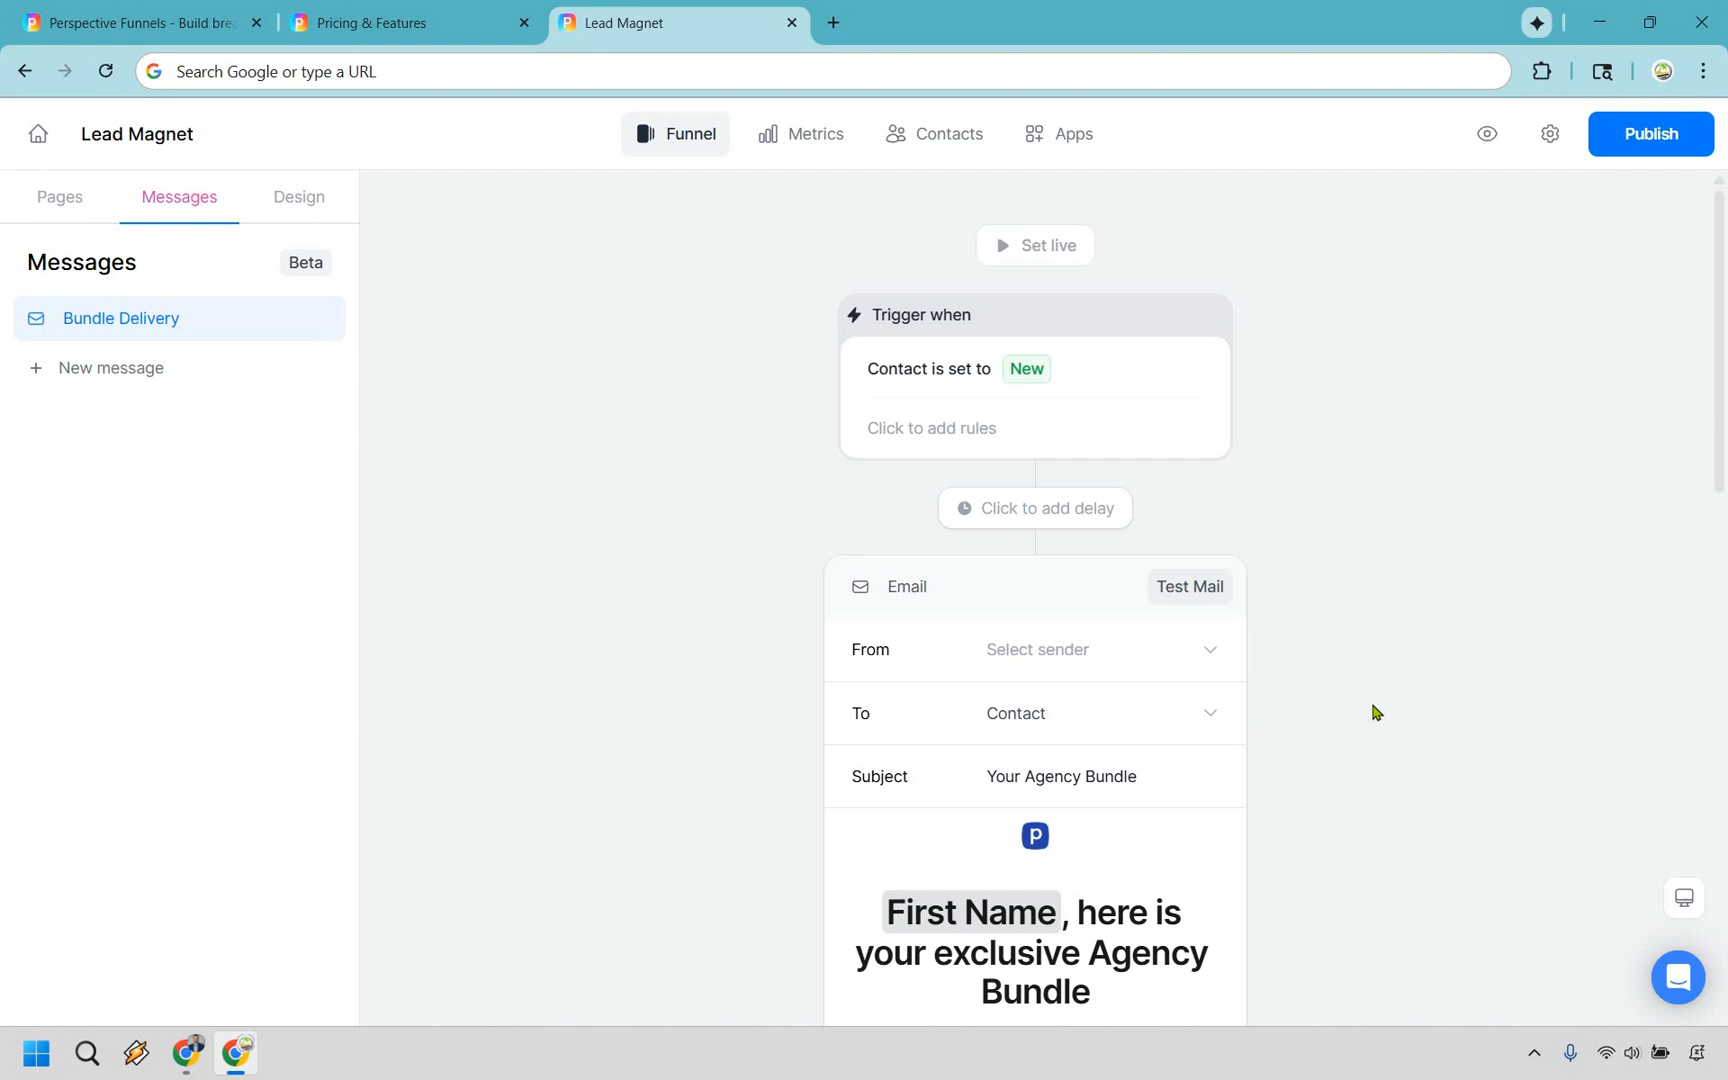 Perspective Funnels - Build brea
Pricing & Features
Lead Magnet
Search Google or type a URL
Lead Magnet
Funnel
Metrics
Contacts
Apps
Publish
Pages
Messages
Design
Messages
Beta
Bundle Delivery
+ New message
Set live
Trigger when
Contact is set to New
Click to add rules
Click to add delay
Email
Test Mail
From
Select sender
To
Contact
Subject
Your Agency Bundle
p
First Name, here is
your exclusive Agency
Bundle